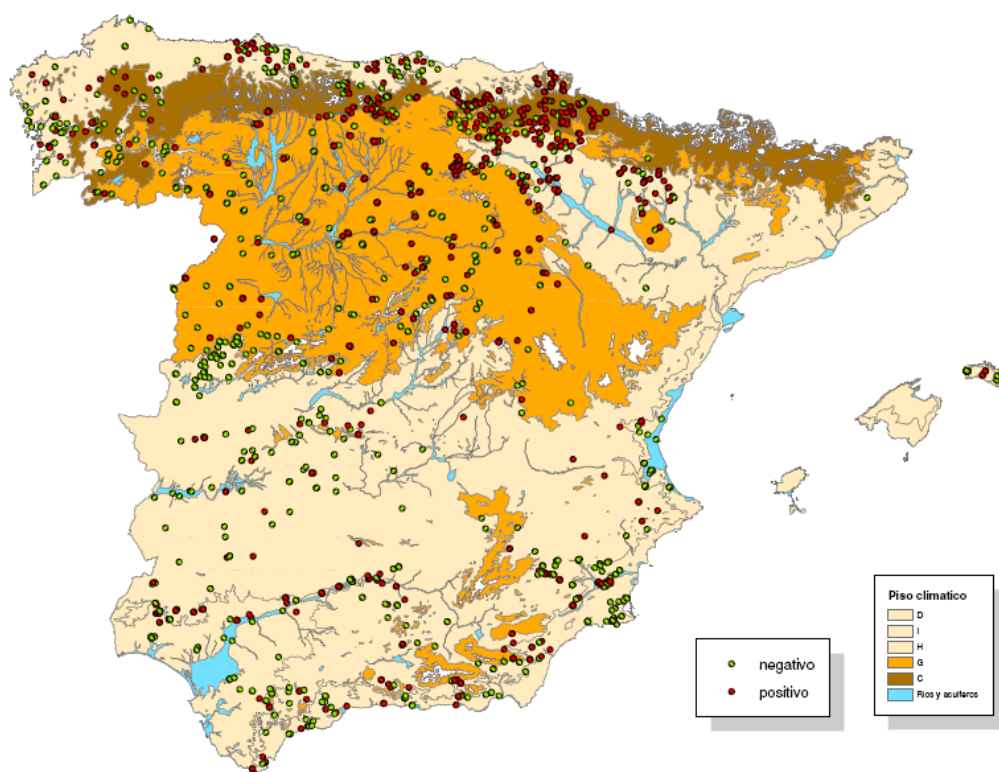 negativo
positivo
Piso climatico
D
I
H
G
C
Rios y acuiferos